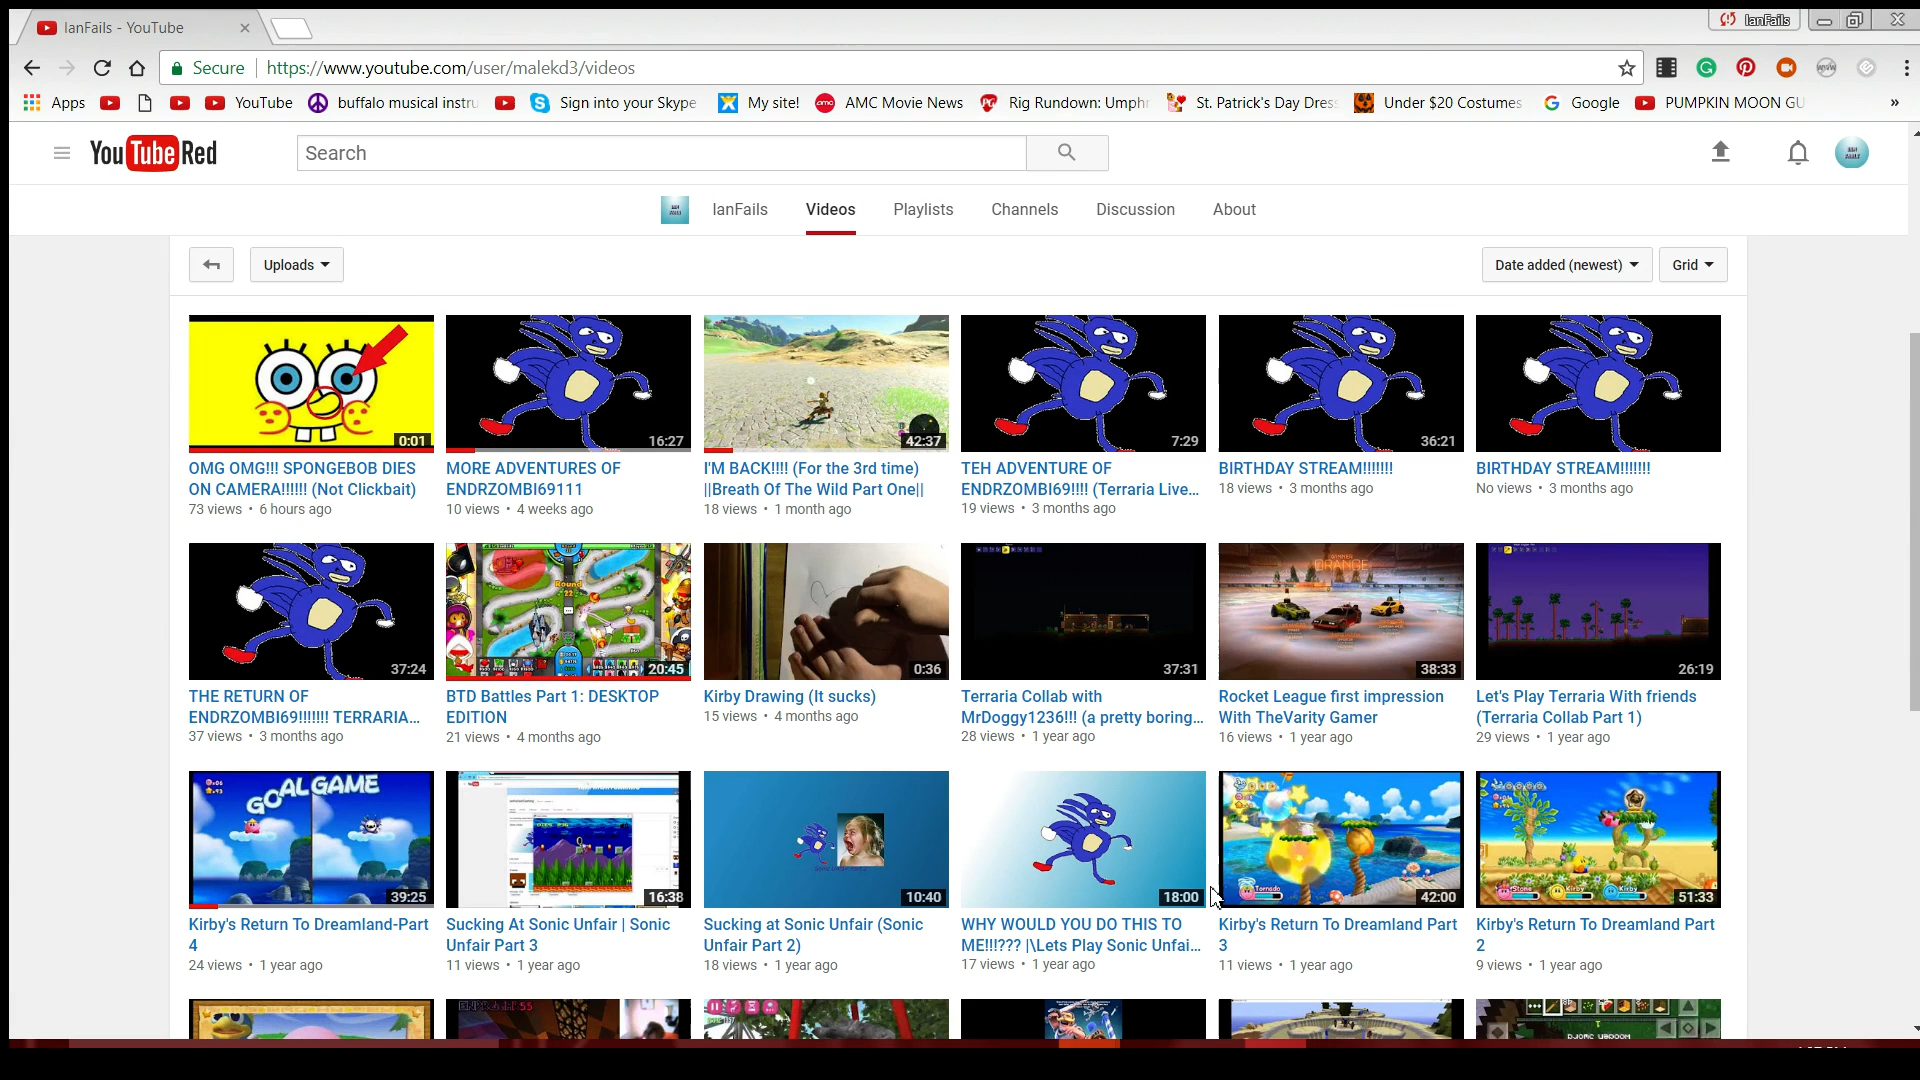 IanFails - YouTube
IanFails
Secure
https://www.youtube.com/user/malekd3/videos
Apps
YouTube
buffalo musical instru
Sign into your Skype
My site!
AMC Movie News
Rig Rundown: Umphr
St. Patrick's Day Dres
Under $20 Costumes
Google
PUMPKIN MOON GU
»
YouTube Red
Search
IanFails
Videos
Playlists
Channels
Discussion
About
Uploads
Date added (newest)
Grid
0:01
16:27
42:37
7:29
36:21
OMG OMG!!! SPONGEBOB DIES
ON CAMERA!!!!!! (Not Clickbait)
73 views • 6 hours ago
MORE ADVENTURES OF
ENDRZOMBI69111
10 views • 4 weeks ago
I'M BACK!!!! (For the 3rd time)
||Breath Of The Wild Part One||
18 views • 1 month ago
TEH ADVENTURE OF
ENDRZOMBI69!!!! (Terraria Live...
19 views • 3 months ago
BIRTHDAY STREAM!!!!!!!
18 views • 3 months ago
BIRTHDAY STREAM!!!!!!!
No views • 3 months ago
37:24
Round
22
20:45
0:36
37:31
ORANGE
38:33
26:19
THE RETURN OF
ENDRZOMBI69!!!!!!! TERRARIA...
37 views • 3 months ago
BTD Battles Part 1: DESKTOP
EDITION
21 views • 4 months ago
Kirby Drawing (It sucks)
15 views • 4 months ago
Terraria Collab with
MrDoggy1236!!! (a pretty boring...
28 views • 1 year ago
Rocket League first impression
With TheVarity Gamer
16 views • 1 year ago
Let's Play Terraria With friends
(Terraria Collab Part 1)
29 views • 1 year ago
GOAL GAME
39:25
16:38
10:40
18:00
Tornado
42:00
Stone
Kirby
Kirby
51:33
Kirby's Return To Dreamland-Part
4
24 views • 1 year ago
Sucking At Sonic Unfair | Sonic
Unfair Part 3
11 views • 1 year ago
Sucking at Sonic Unfair (Sonic
Unfair Part 2)
18 views • 1 year ago
WHY WOULD YOU DO THIS TO
ME!!!??? |\Lets Play Sonic Unfai...
17 views • 1 year ago
Kirby's Return To Dreamland Part
3
11 views • 1 year ago
Kirby's Return To Dreamland Part
2
9 views • 1 year ago